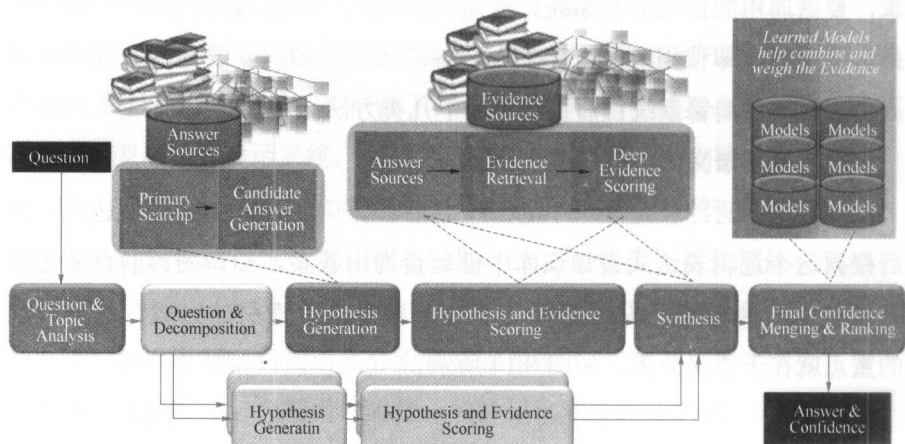 Learned Models
help combine and
weigh the Evidence
Models
Models
Models
Models
Models
Models
Answer
Sources
Evidence
Sources
Question
Primary
Searchp
Candidate
Answer
Generation
Answer
Sources
Evidence
Retrieval
Deep
Evidence
Scoring
Question &
Topic
Analysis
Question &
Decomposition
Hypothesis
Generation
Hypothesis and Evidence
Scoring
Synthesis
Final Confidence
Menging & Ranking
Hypothesis
Generatin
Hypothesis and Evidence
Scoring
Answer &
Confidence